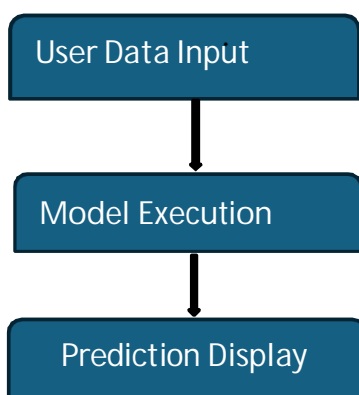 User Data Input
Model Execution
Prediction Display